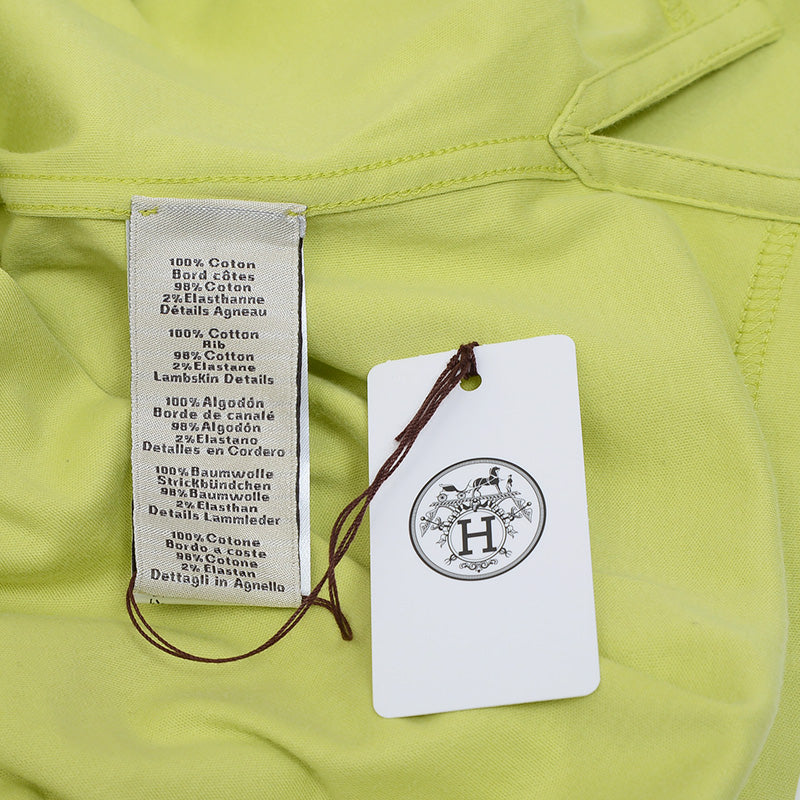 100% Coton
Bord côtes
98% Coton
2% Elasthanne
Détails Agneau
100% Cotton
Rib
98% Cotton
2% Elastane
LambsKin Details
100% Algodón
Borde de canalé
98% Algodón
2% Elastano
Detalles en Cordero
100% Baumwolle
StricKbündchen
98% Baumwolle
2% Elasthan
Details Lammleder
100% Cotone
Bordo a coste
98% Cotone
2% Elastan
Dettagli in Agnello
H